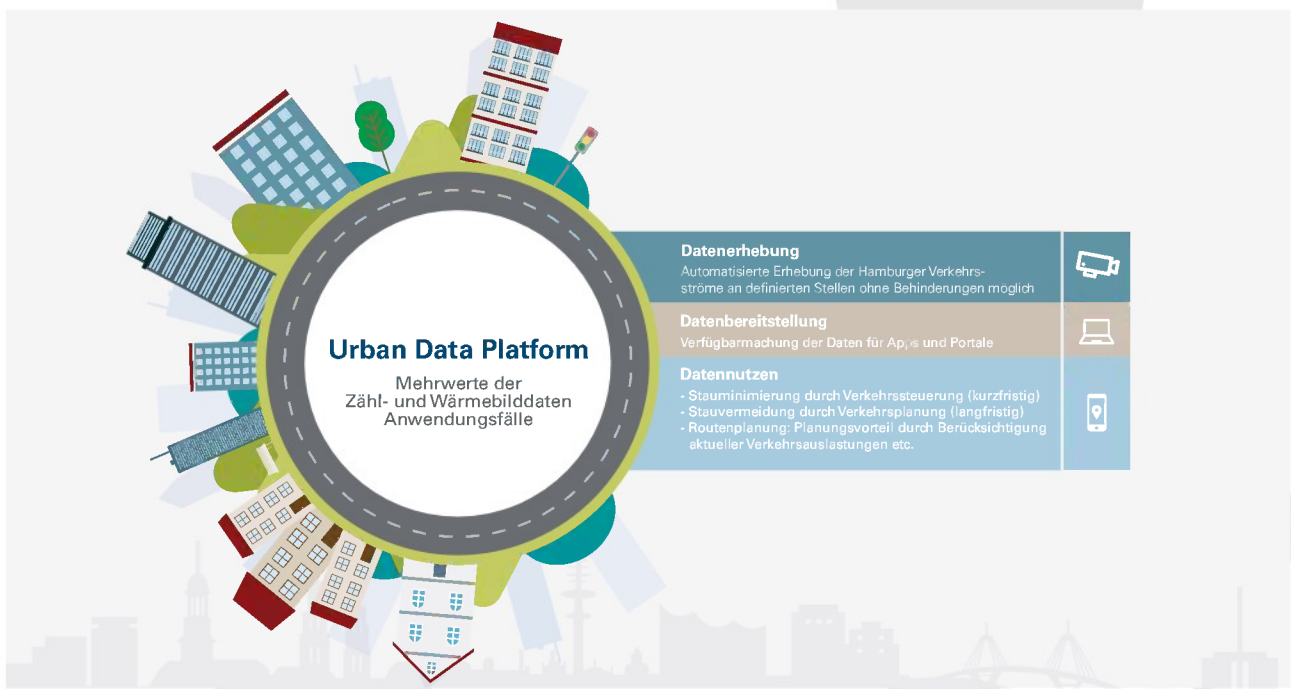 Urban Data Platform
Mehrwerte der
Zähl- und Wärmebilddaten
Anwendungsfälle
Datenerhebung
Automatisierte Erhebung der Hamburger Verkehrs-
ströme an definierten Stellen ohne Behinderungen möglich
Datenbereitstellung
Verfügbarmachung der Daten für Apps und Portale
Datennutzen
- Stauminimierung durch Verkehrssteuerung (kurzfristig)
- Stauvermeidung durch Verkehrsplanung (langfristig)
- Routenplanung: Planungsvorteil durch Berücksichtigung
aktueller Verkehrsauslastungen etc.